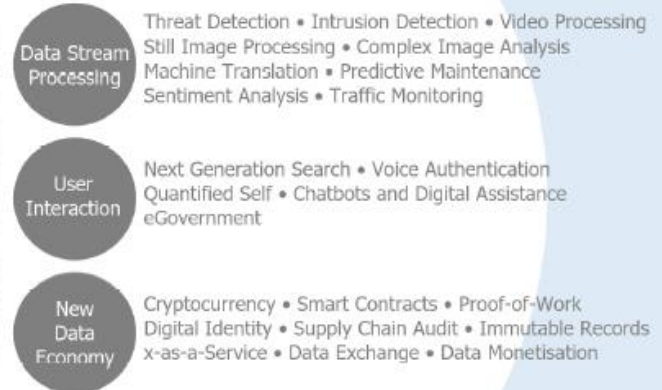 Data Stream
Processing
Threat Detection • Intrusion Detection • Video Processing
Still Image Processing • Complex Image Analysis
Machine Translation • Predictive Maintenance
Sentiment Analysis • Traffic Monitoring
User
Interaction
Next Generation Search • Voice Authentication
Quantified Self • Chatbots and Digital Assistance
eGovernment
New
Data
Economy
Cryptocurrency • Smart Contracts • Proof-of-Work
Digital Identity • Supply Chain Audit • Immutable Records
x-as-a-Service • Data Exchange • Data Monetisation